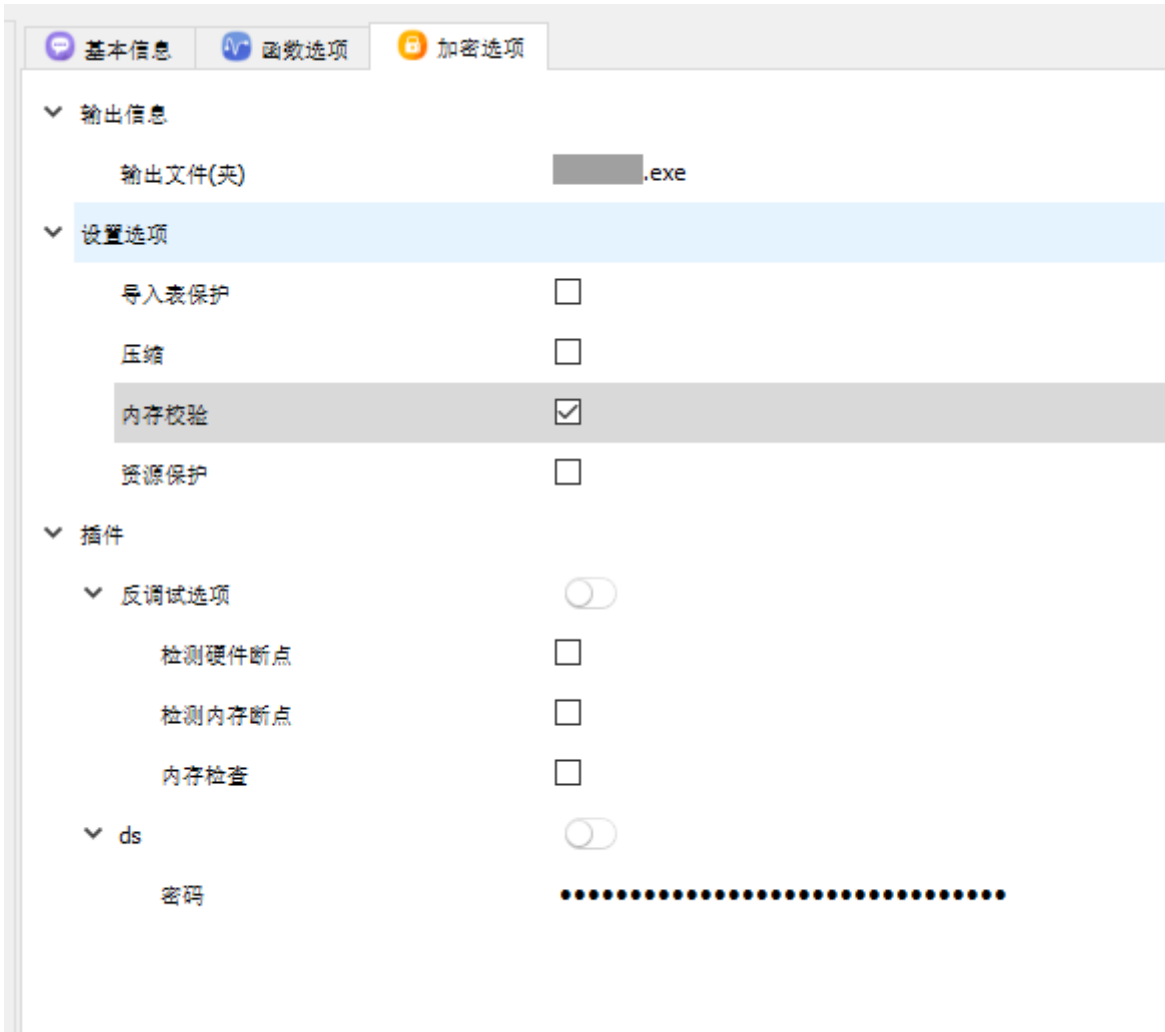 基本信息 函数选项 加密选项
输出信息
输出文件(夹) .exe
设置选项
导入表保护
压缩
内存校验
资源保护
插件
反调试选项
检测硬件断点
检测内存断点
内存检查
ds
密码 ••••••••••••••••••••••••••••••••